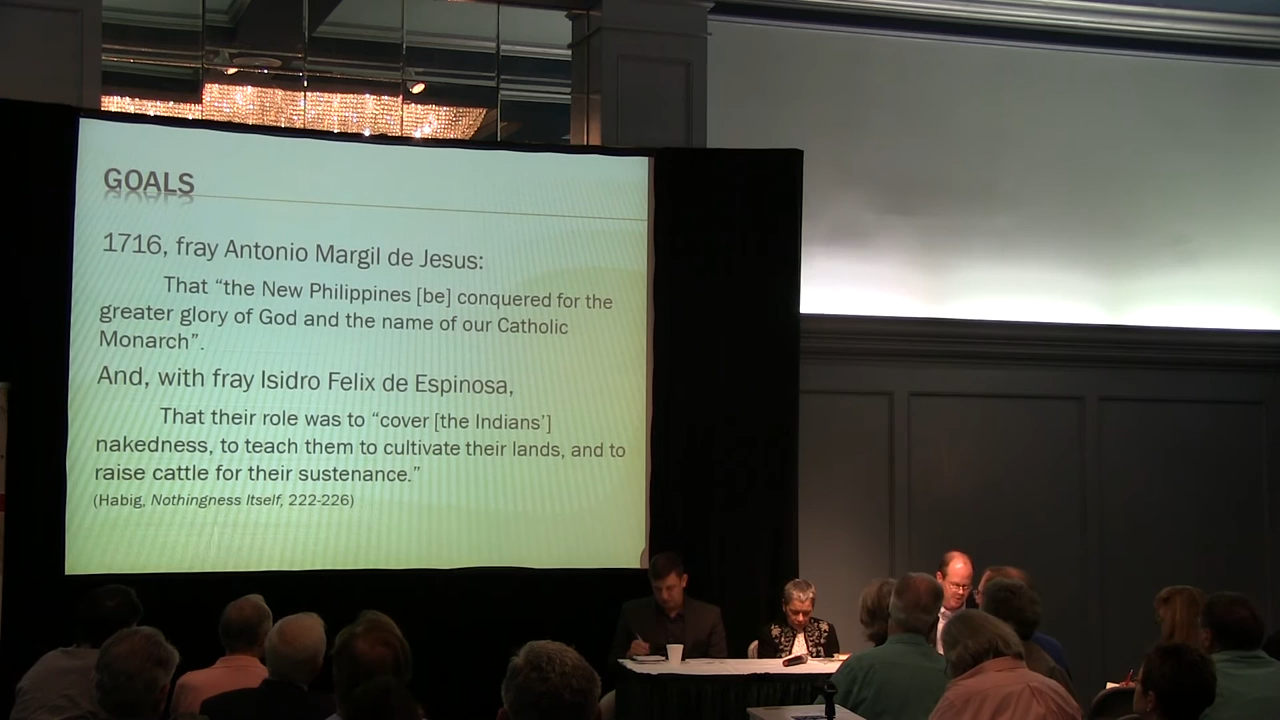 GOALS
1716, fray Antonio Margil de Jesus:
That “the New Philippines [be] conquered for the
greater glory of God and the name of our Catholic
Monarch”.
And, with fray Isidro Felix de Espinosa,
That their role was to “cover [the Indians’]
nakedness, to teach them to cultivate their lands, and to
raise cattle for their sustenance.”
(Habig, Nothingness Itself, 222-226)